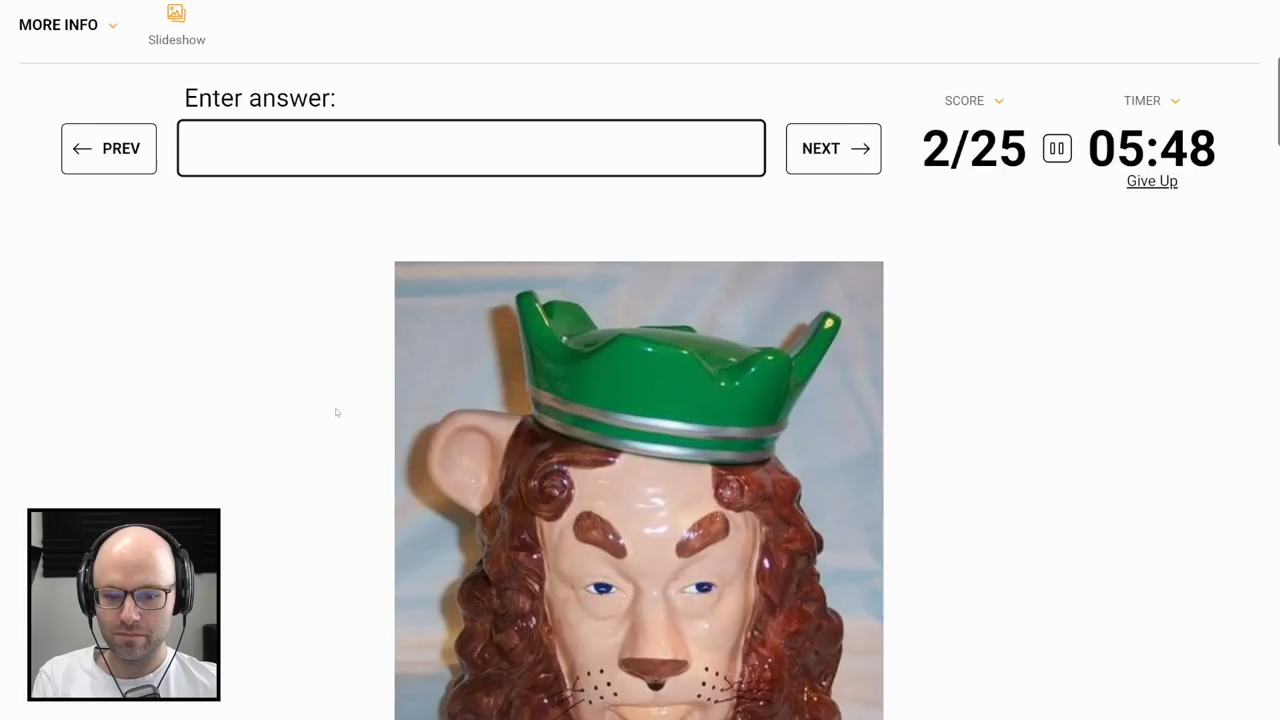 MORE INFO
Slideshow
Enter answer:
SCORE
TIMER
PREV
NEXT
2/25
05:48
Give Up